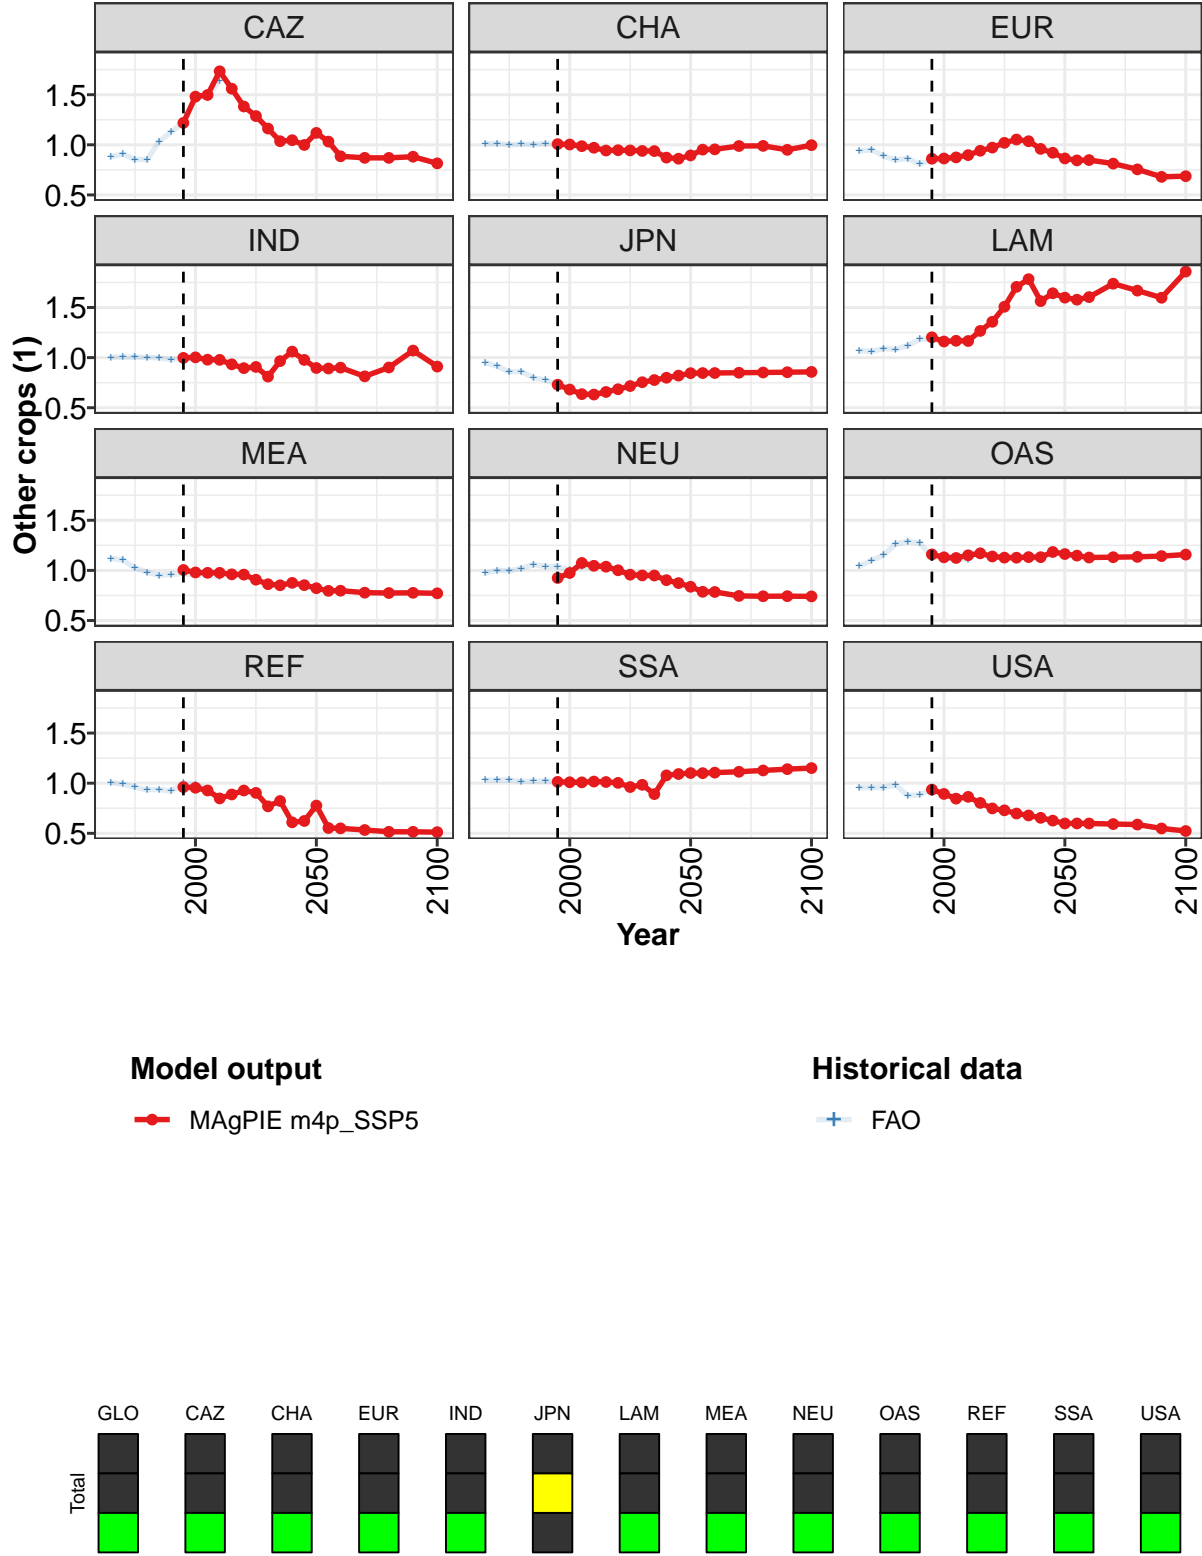 CAZ CHA EUR
1.5
1.0
0.5
IND JPN LAM
1.5
1.0
0.5
MEA NEU OAS
1.5
1.0
0.5
REF SSA USA
1.5
1.0
0.5
Other crops (1)
2000 2050 2100 2000 2050 2100 2000 2050 2100
Year
Model output Historical data
MAgPIE m4p_SSP5 FAO
GLO CAZ CHA EUR IND JPN LAM MEA NEU OAS REF SSA USA
Total